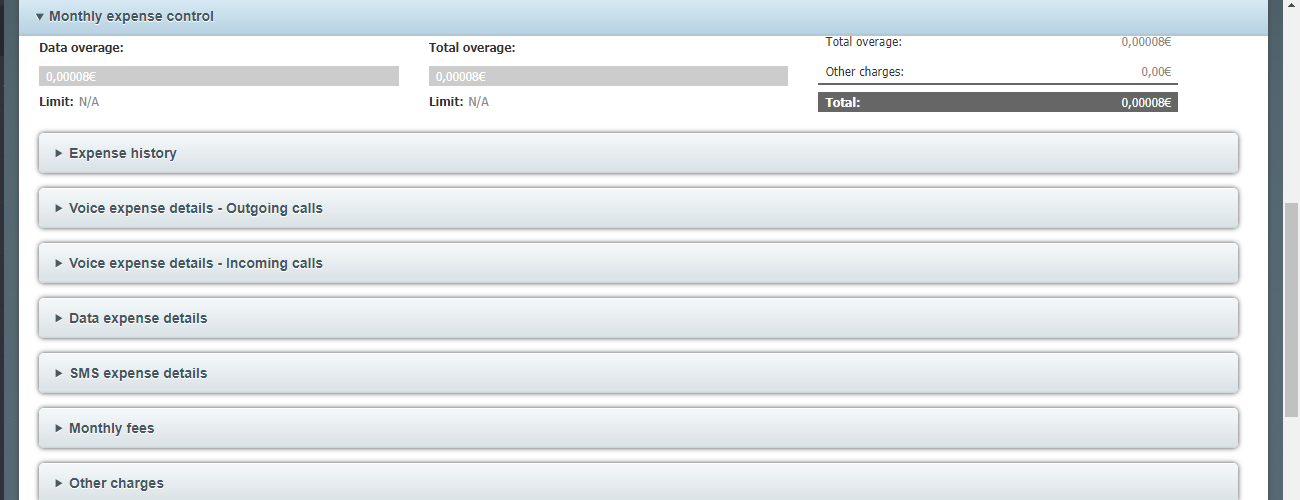 Monthly expense control
Data overage:
0,00008€
Limit: N/A
Total overage:
0,00008€
Limit: N/A
Total overage: 0,00008€
Other charges: 0,00€
Total: 0,00008€
Expense history
Voice expense details - Outgoing calls
Voice expense details - Incoming calls
Data expense details
SMS expense details
Monthly fees
Other charges